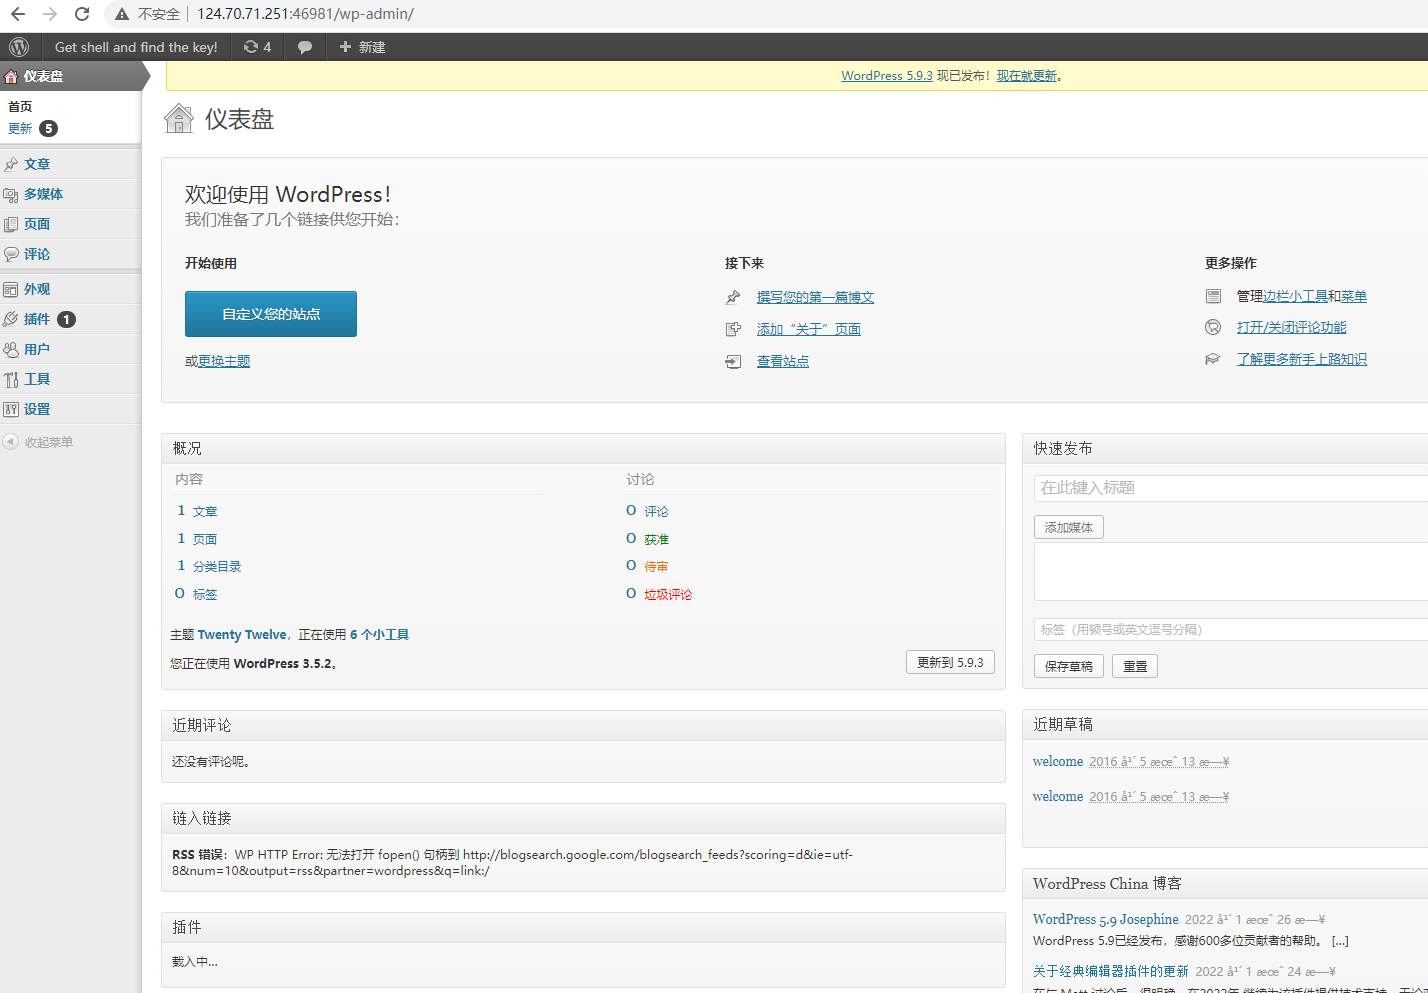 不安全 124.70.71.251:46981/wp-admin/
Get shell and find the key! 4 新建
仪表盘
首页
更新 5
文章
多媒体
页面
评论
外观
插件 1
用户
工具
设置
收起菜单
WordPress 5.9.3 现已发布！现在就更新。
仪表盘
欢迎使用 WordPress！
我们准备了几个链接供您开始：
开始使用
自定义您的站点
或更换主题
接下来
撰写您的第一篇博文
添加“关于”页面
查看站点
更多操作
管理边栏小工具和菜单
打开/关闭评论功能
了解更多新手上路知识
概况
内容
1 文章
1 页面
1 分类目录
0 标签
讨论
0 评论
0 获准
0 待审
0 垃圾评论
主题 Twenty Twelve，正在使用 6 个小工具
您正在使用 WordPress 3.5.2。
更新到 5.9.3
近期评论
还没有评论呢。
链入链接
RSS 错误：WP HTTP Error: 无法打开 fopen() 句柄到 http://blogsearch.google.com/blogsearch_feeds?scoring=d&ie=utf-
8&num=10&output=rss&partner=wordpress&q=link:/
插件
载入中...
快速发布
在此键入标题
添加媒体
标签（用顿号或英文逗号分隔）
保存草稿 重置
近期草稿
welcome 2016 å¹´ 5 æœˆ 13 æ—¥
welcome 2016 å¹´ 5 æœˆ 13 æ—¥
WordPress China 博客
WordPress 5.9 Josephine 2022 å¹´ 1 æœˆ 26 æ—¥
WordPress 5.9已经发布，感谢600多位贡献者的帮助。 [...]
关于经典编辑器插件的更新 2022 å¹´ 1 æœˆ 24 æ—¥